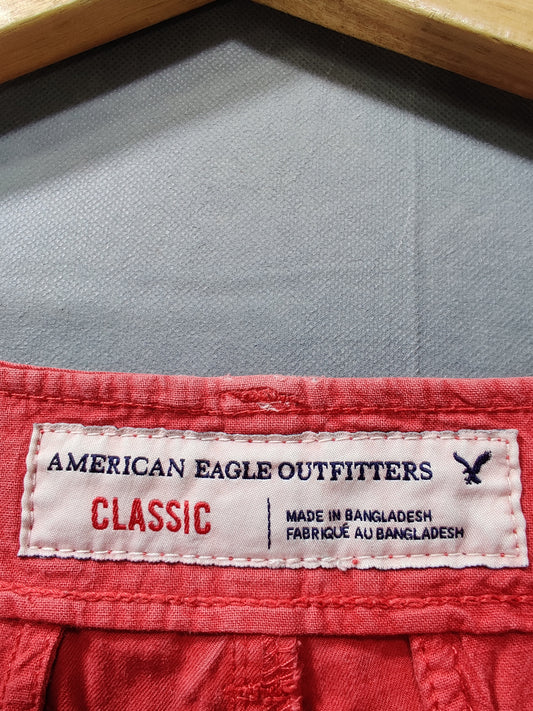 AMERICAN EAGLE OUTFITTERS
CLASSIC
MADE IN BANGLADESH
FABRIQUÉ AU BANGLADESH